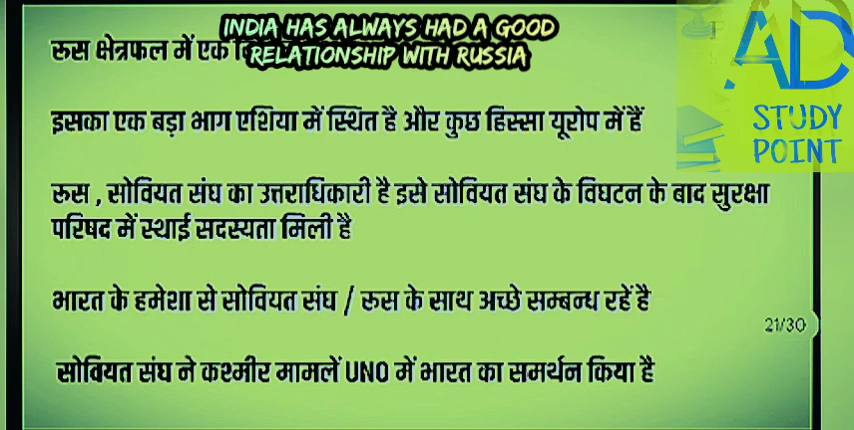 INDIA HAS ALWAYS HAD A GOOD
RELATIONSHIP WITH RUSSIA
रुस क्षेत्रफल में एक
इसका एक बड़ा भाग एशिया में स्थित है और कुछ हिस्सा यूरोप में हैं
रुस , सोवियत संघ का उत्तराधिकारी है इसे सोवियत संघ के विघटन के बाद सुरक्षा
परिषद में स्थाई सदस्यता मिली है
भारत के हमेशा से सोवियत संघ / रुस के साथ अच्छे सम्बन्ध रहें है
सोवियत संघ ने कश्मीर मामलें UNO में भारत का समर्थन किया है
21/30
AD
STUDY
POINT